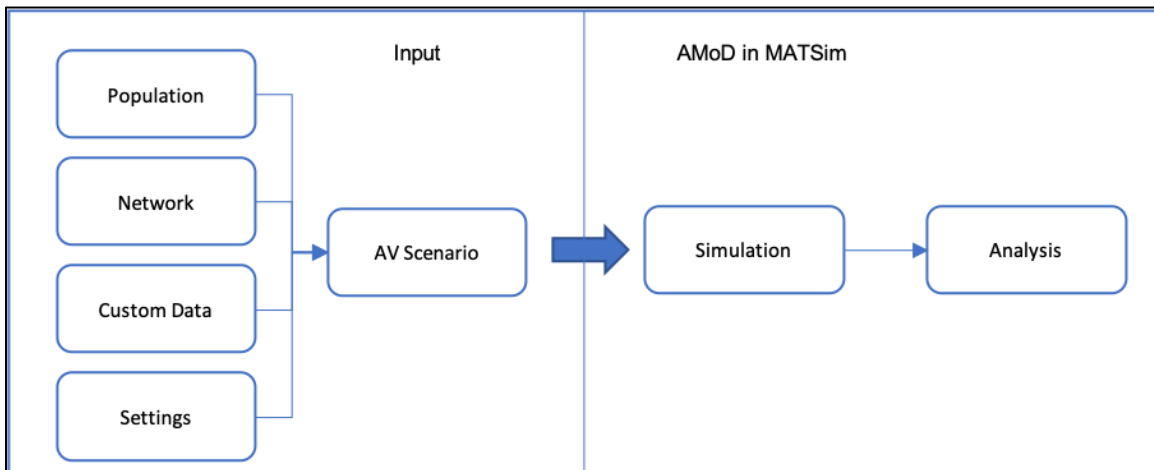 Input
AMoD in MATSim
Population
Network
Custom Data
Settings
AV Scenario
Simulation
Analysis